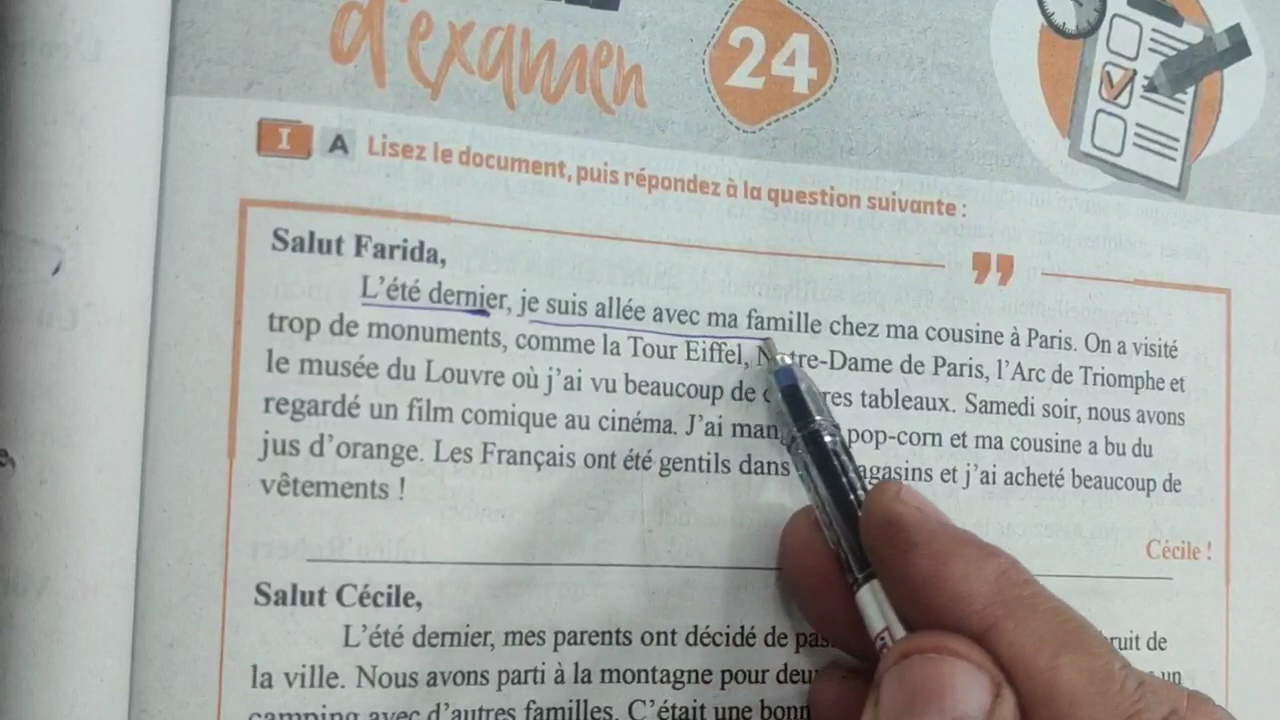 d'examen
24
I A Lisez le document, puis répondez à la question suivante :
Salut Farida,
L'été dernier, je suis allée avec ma famille chez ma cousine à Paris. On a visité
trop de monuments, comme la Tour Eiffel, Notre-Dame de Paris, l'Arc de Triomphe et
le musée du Louvre où j'ai vu beaucoup de tableaux. Samedi soir, nous avons
regardé un film comique au cinéma. J'ai pop-corn et ma cousine a bu du
jus d'orange. Les Français ont été gentils dans et j'ai acheté beaucoup de
vêtements !
Cécile !
Salut Cécile,
L'été dernier, mes parents ont décidé de
la ville. Nous avons parti à la montagne pour un
camping avec d'autres familles. C'était une